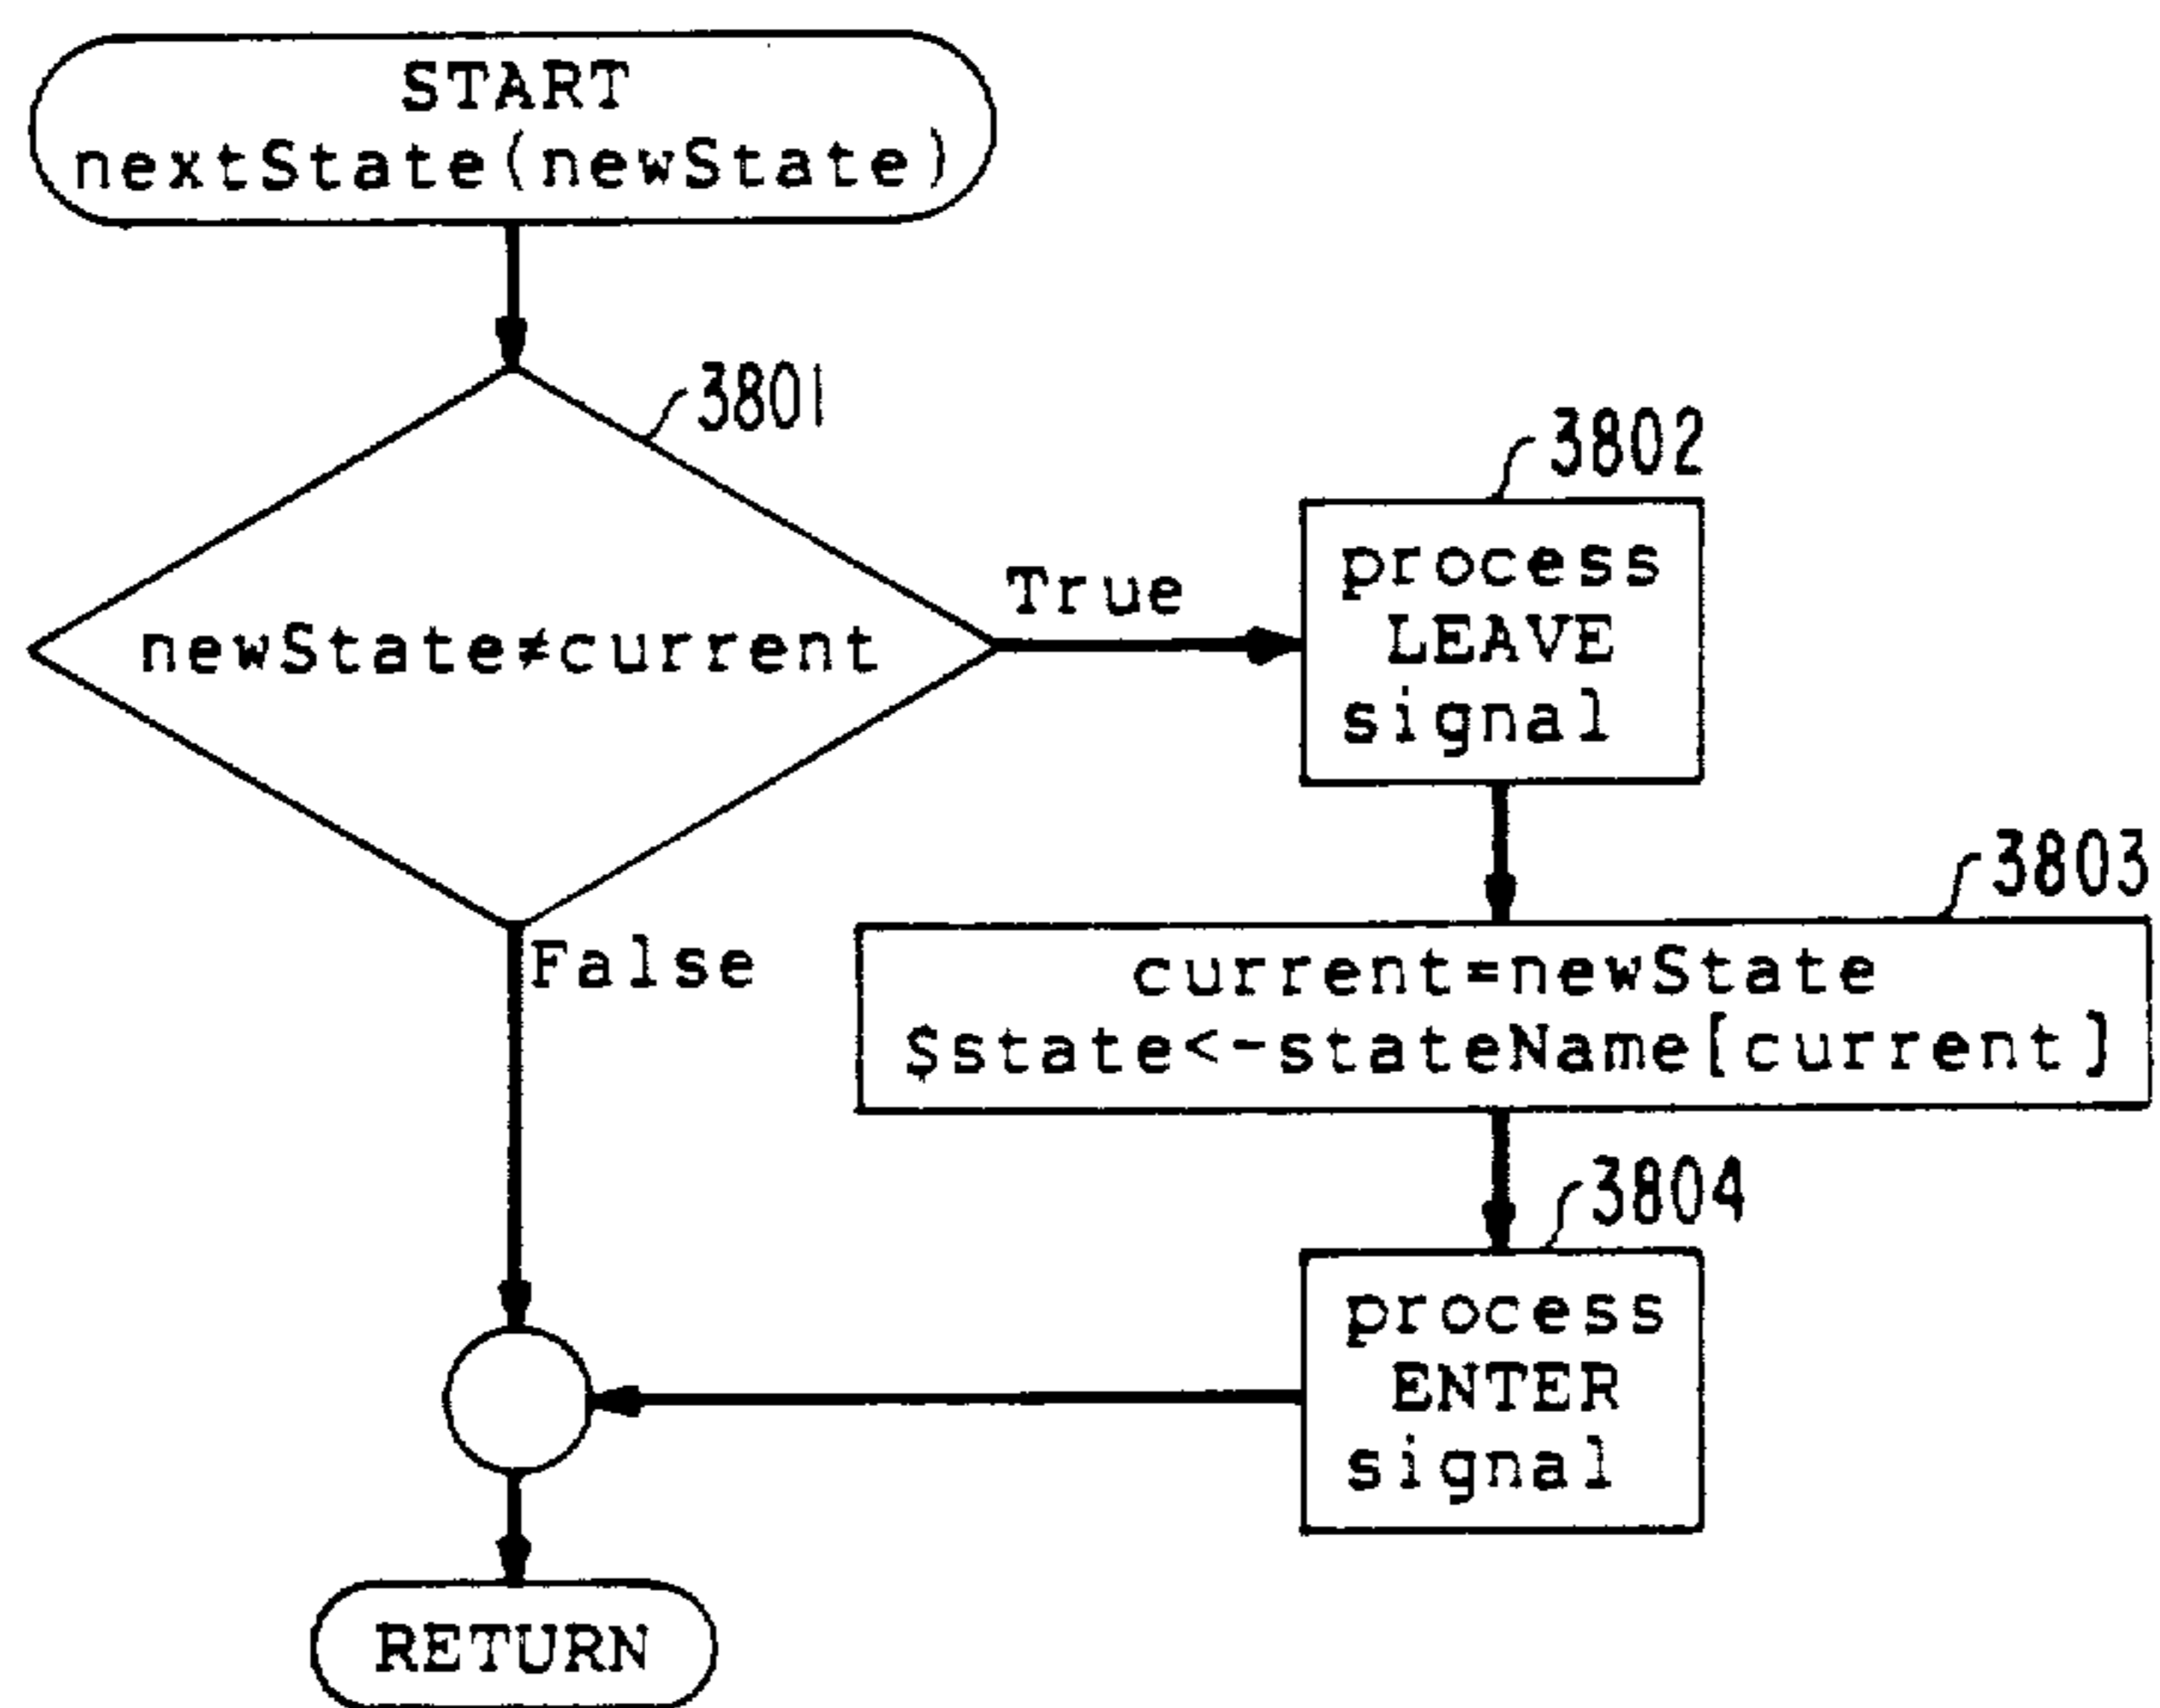 START
nextState(newState)
3801
newState≠current
True
3802
process
LEAVE
signal
False
3803
current=newState
$state<-stateName[current]
3804
process
ENTER
signal
RETURN